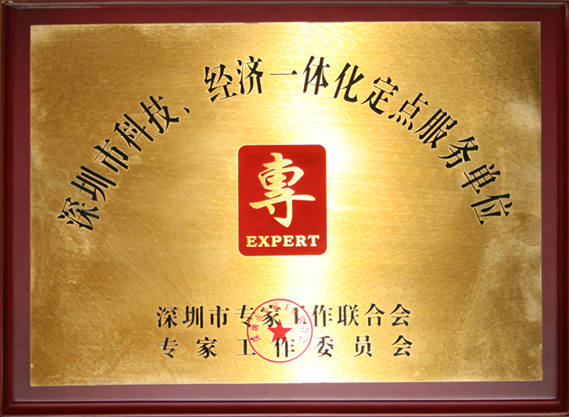 深圳市科技、经济一体化定点服务单位
専
EXPERT
深圳市专家工作联合会
专家工作委员会